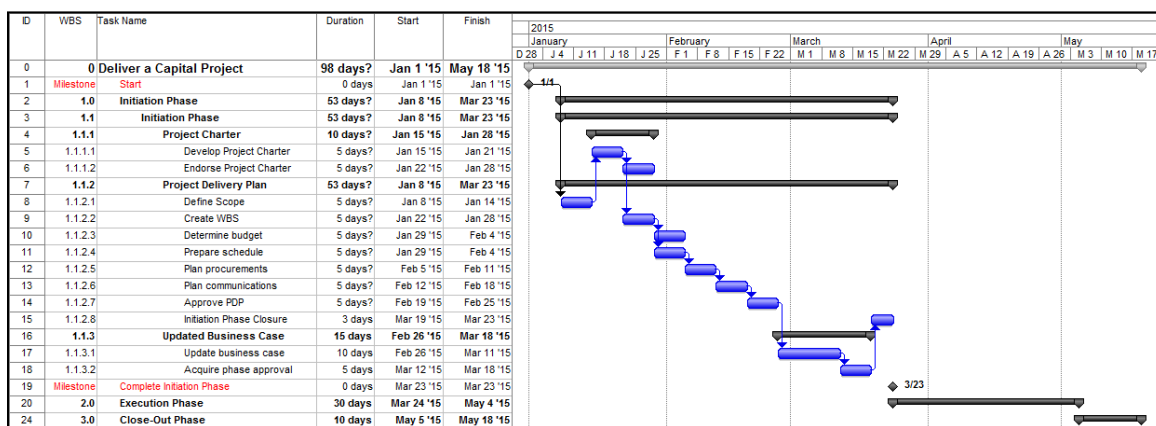 ID WBS Task Name Duration Start Finish
2015
January February March April May
D 28 J 4 J 11 J 18 J 25 F 1 F 8 F 15 F 22 M 1 M 8 M 15 M 22 M 29 A 5 A 12 A 19 A 26 M 3 M 10 M 17
0 0 Deliver a Capital Project 98 days? Jan 1 '15 May 18 '15
1 Milestone Start 0 days Jan 1 '15 Jan 1 '15 1/1
2 1.0 Initiation Phase 53 days? Jan 8 '15 Mar 23 '15
3 1.1 Initiation Phase 53 days? Jan 8 '15 Mar 23 '15
4 1.1.1 Project Charter 10 days? Jan 15 '15 Jan 28 '15
5 1.1.1.1 Develop Project Charter 5 days? Jan 15 '15 Jan 21 '15
6 1.1.1.2 Endorse Project Charter 5 days? Jan 22 '15 Jan 28 '15
7 1.1.2 Project Delivery Plan 53 days? Jan 8 '15 Mar 23 '15
8 1.1.2.1 Define Scope 5 days? Jan 8 '15 Jan 14 '15
9 1.1.2.2 Create WBS 5 days? Jan 22 '15 Jan 28 '15
10 1.1.2.3 Determine budget 5 days? Jan 29 '15 Feb 4 '15
11 1.1.2.4 Prepare schedule 5 days? Jan 29 '15 Feb 4 '15
12 1.1.2.5 Plan procurements 5 days? Feb 5 '15 Feb 11 '15
13 1.1.2.6 Plan communications 5 days? Feb 12 '15 Feb 18 '15
14 1.1.2.7 Approve PDP 5 days? Feb 19 '15 Feb 25 '15
15 1.1.2.8 Initiation Phase Closure 3 days Mar 19 '15 Mar 23 '15
16 1.1.3 Updated Business Case 15 days Feb 26 '15 Mar 18 '15
17 1.1.3.1 Update business case 10 days Feb 26 '15 Mar 11 '15
18 1.1.3.2 Acquire phase approval 5 days Mar 12 '15 Mar 18 '15
19 Milestone Complete Initiation Phase 0 days Mar 23 '15 Mar 23 '15 3/23
20 2.0 Execution Phase 30 days Mar 24 '15 May 4 '15
24 3.0 Close-Out Phase 10 days May 5 '15 May 18 '15